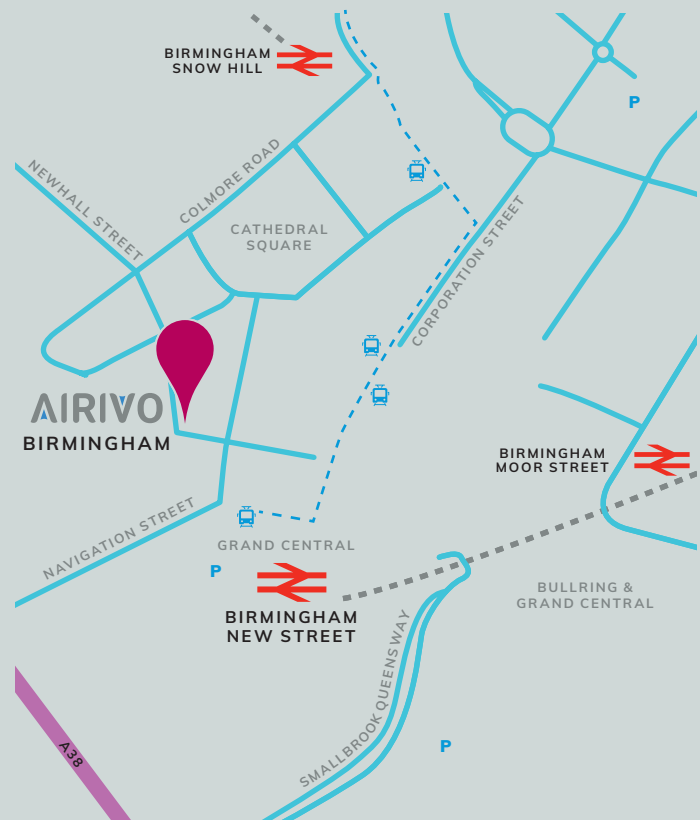 BIRMINGHAM
SNOW HILL
P
NEWHALL STREET
COLMORE ROAD
CATHEDRAL
SQUARE
CORPORATION STREET
AIRIVO
BIRMINGHAM
BIRMINGHAM
MOOR STREET
NAVIGATION STREET
GRAND CENTRAL
P
BIRMINGHAM
NEW STREET
BULLRING &
GRAND CENTRAL
SMALLBROOK QUEENSWAY
A38
P